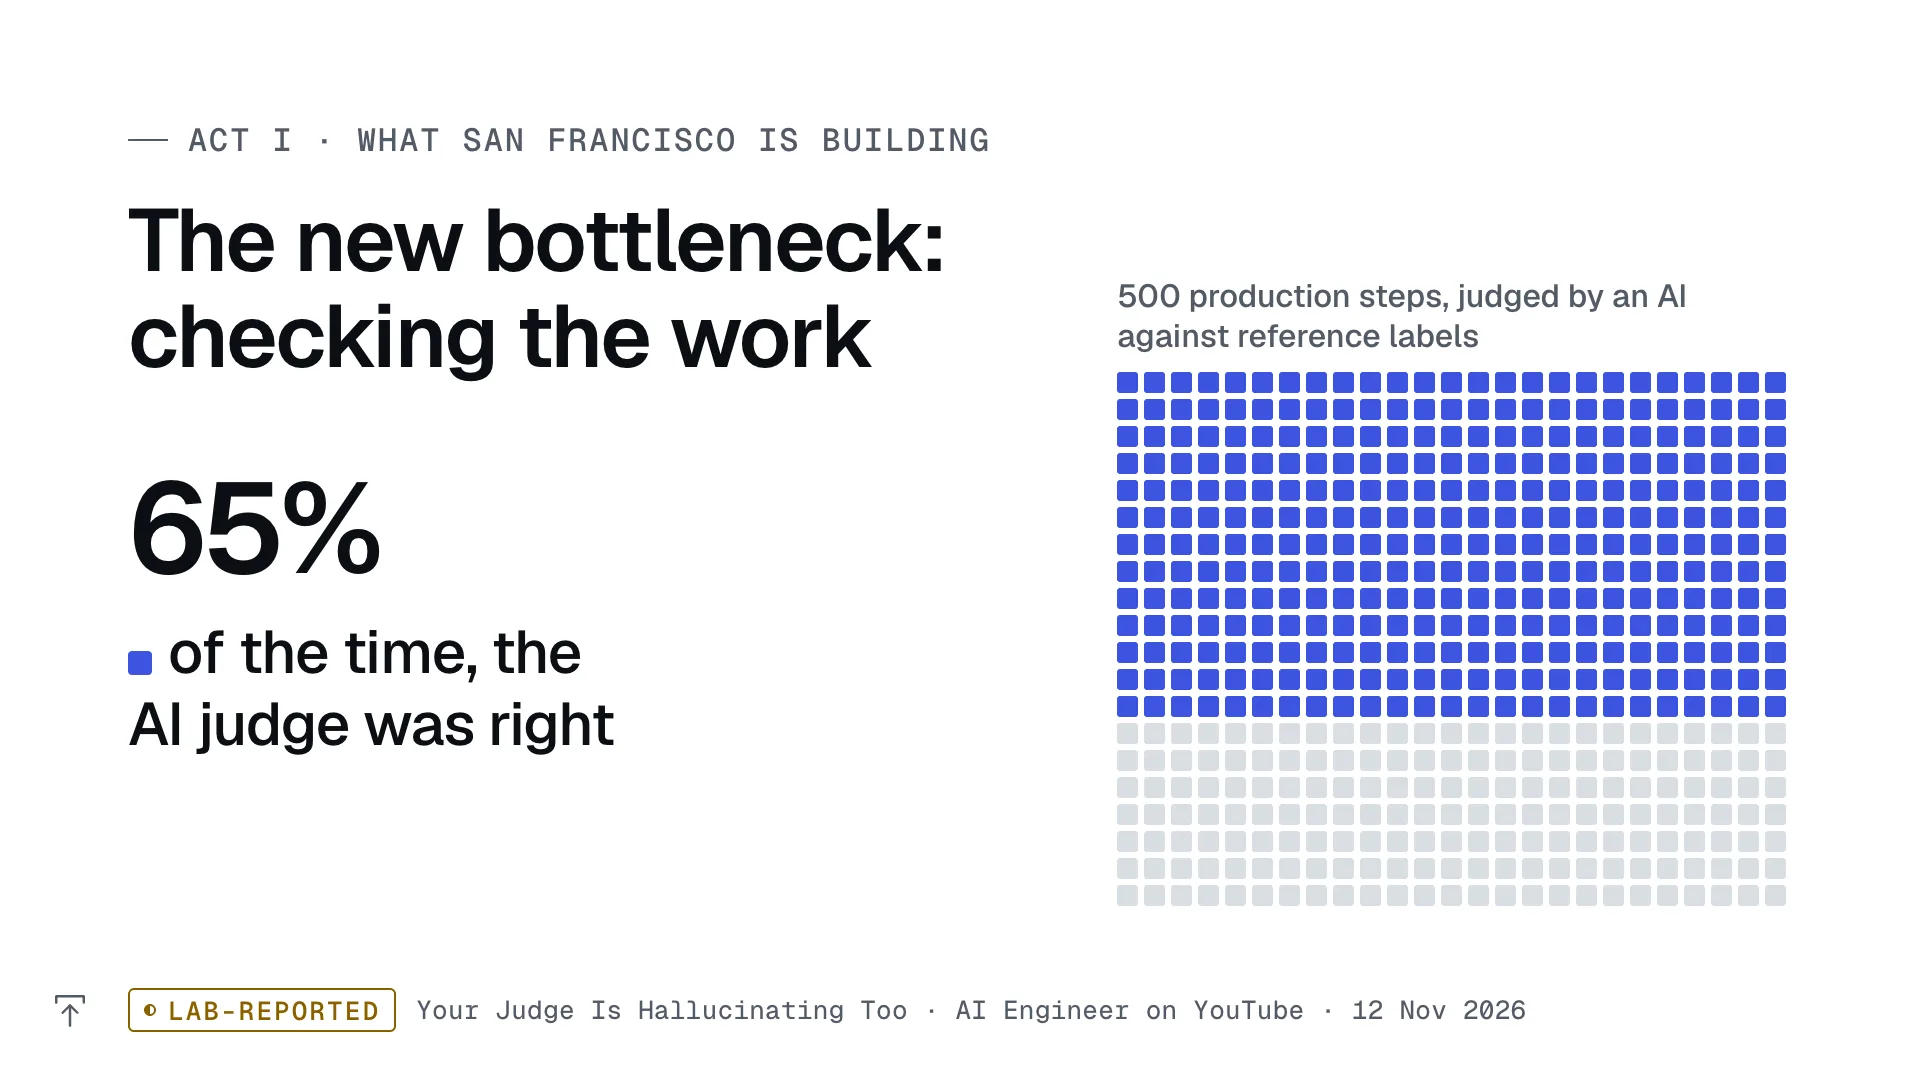 ACT I · WHAT SAN FRANCISCO IS BUILDING
The new bottleneck:
checking the work
65%
of the time, the
AI judge was right
500 production steps, judged by an AI
against reference labels
LAB-REPORTED
Your Judge Is Hallucinating Too · AI Engineer on YouTube · 12 Nov 2026